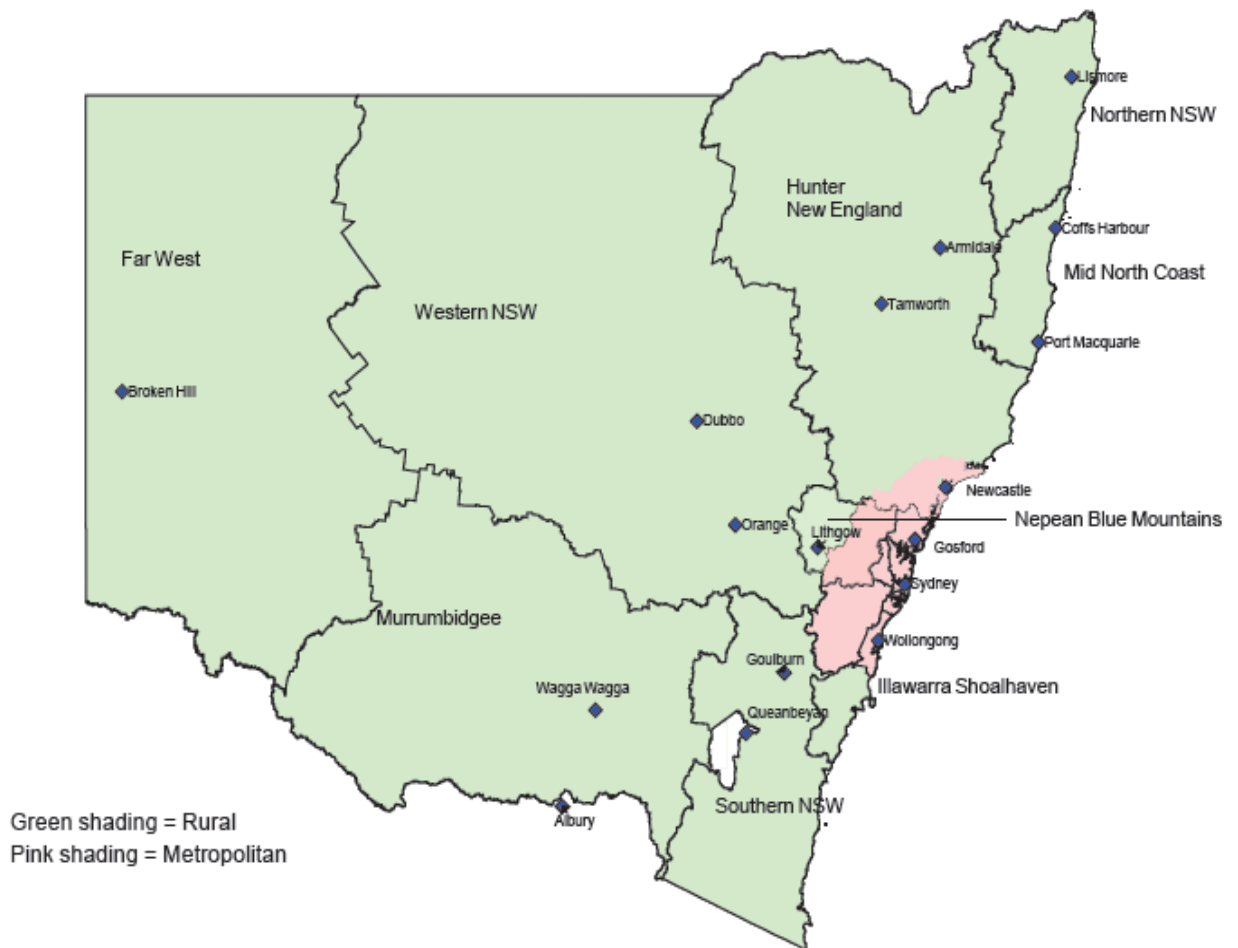 Lismore
Northern NSW
Hunter
New England
Coffs Harbour
Armidale
Far West
Mid North Coast
Tamworth
Western NSW
Port Macquarie
Broken Hill
Dubbo
Newcastle
Nepean Blue Mountains
Orange
Lithgow
Gosford
Sydney
Murrumbidgee
Wollongong
Goulburn
Illawarra Shoalhaven
Wagga Wagga
Queanbeyan
Southern NSW
Albury
Green shading = Rural
Pink shading = Metropolitan